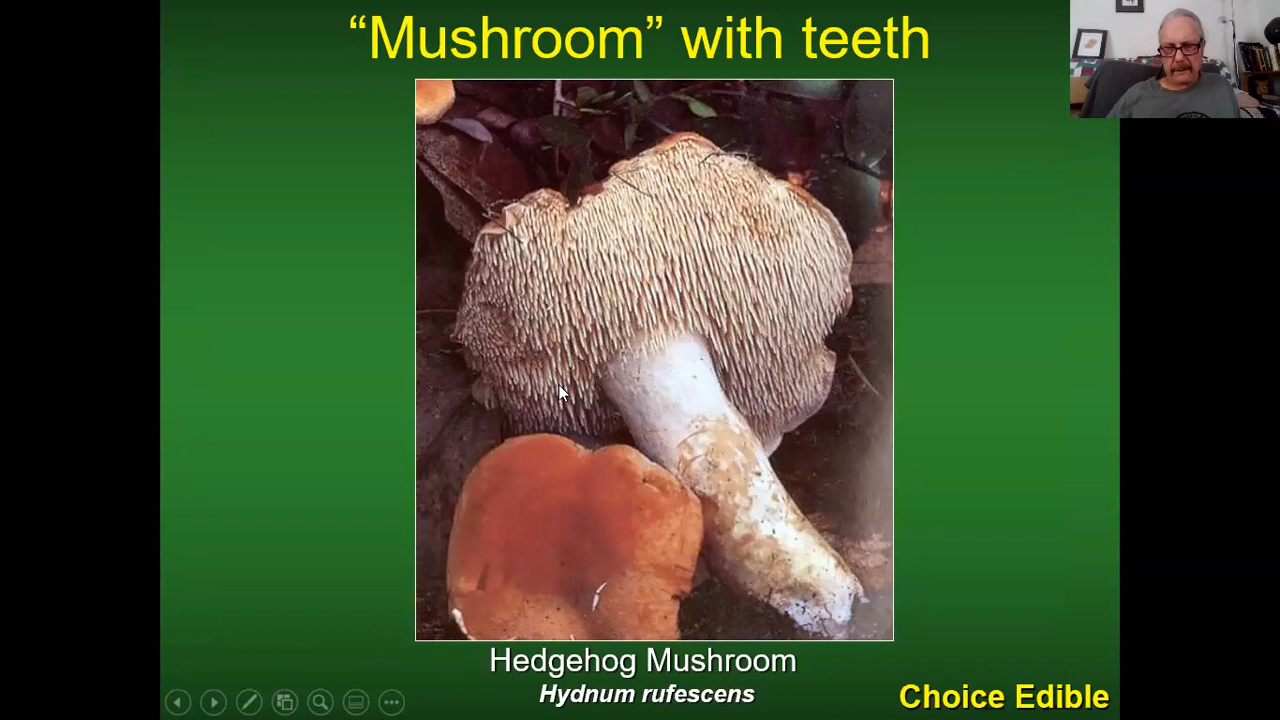 “Mushroom” with teeth
Hedgehog Mushroom
Hydnum rufescens
Choice Edible